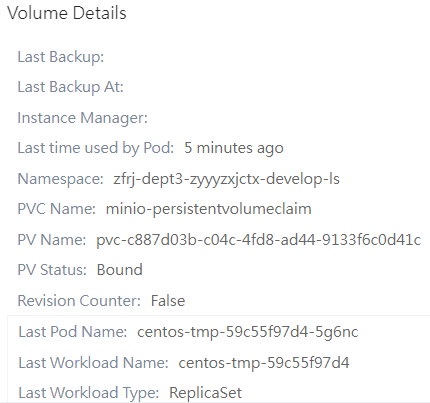 Volume Details
Last Backup:
Last Backup At:
Instance Manager:
Last time used by Pod: 5 minutes ago
Namespace: zfrj-dept3-zyyyzxjctx-develop-ls
PVC Name: minio-persistentvolumeclaim
PV Name: pvc-c887d03b-c04c-4fd8-ad44-9133f6c0d41c
PV Status: Bound
Revision Counter: False
Last Pod Name: centos-tmp-59c55f97d4-5g6nc
Last Workload Name: centos-tmp-59c55f97d4
Last Workload Type: ReplicaSet